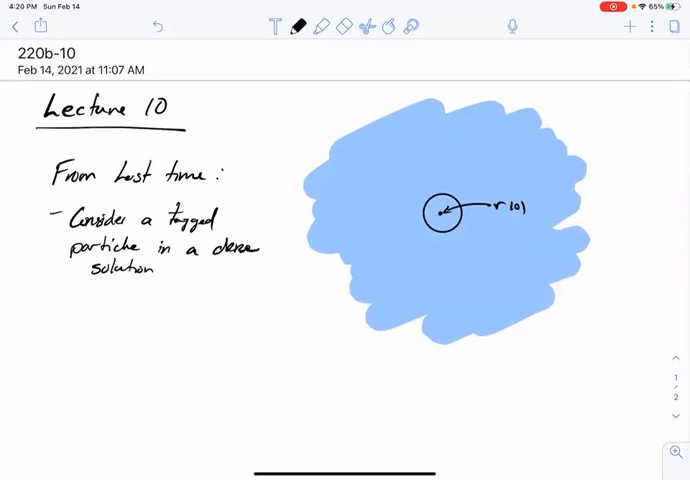 4:20 PM Sun Feb 14
65%
220b-10
Feb 14, 2021 at 11:07 AM
Lecture 10
From last time:
- Consider a tagged
particle in a dense
solution
r(0)
1
/
2